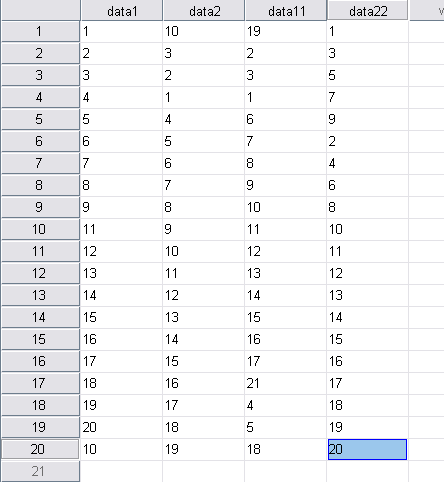 data1 data2 data11 data22
1 1 10 19 1
2 2 3 2 3
3 3 2 3 5
4 4 1 1 7
5 5 4 6 9
6 6 5 7 2
7 7 6 8 4
8 8 7 9 6
9 9 8 10 8
10 11 9 11 10
11 12 10 12 11
12 13 11 13 12
13 14 12 14 13
14 15 13 15 14
15 16 14 16 15
16 17 15 17 16
17 18 16 21 17
18 19 17 4 18
19 20 18 5 19
20 10 19 18 20
21